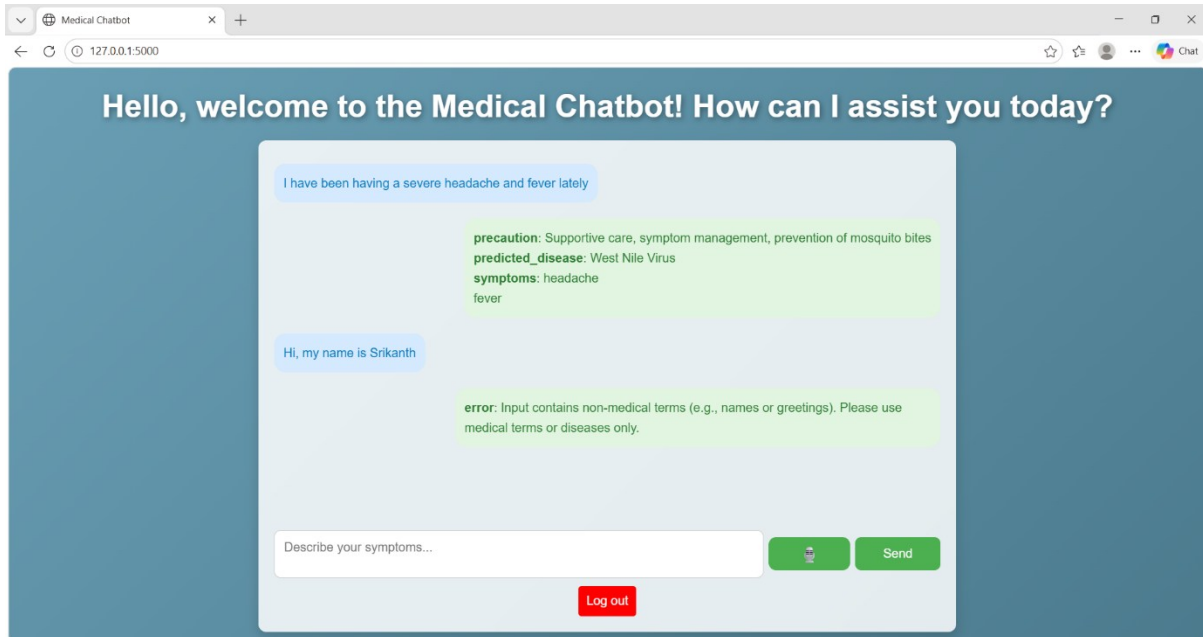 Medical Chatbot
127.0.0.1:5000
Chat
Hello, welcome to the Medical Chatbot! How can I assist you today?
I have been having a severe headache and fever lately
precaution: Supportive care, symptom management, prevention of mosquito bites
predicted_disease: West Nile Virus
symptoms: headache
fever
Hi, my name is Srikanth
error: Input contains non-medical terms (e.g., names or greetings). Please use
medical terms or diseases only.
Describe your symptoms...
Send
Log out